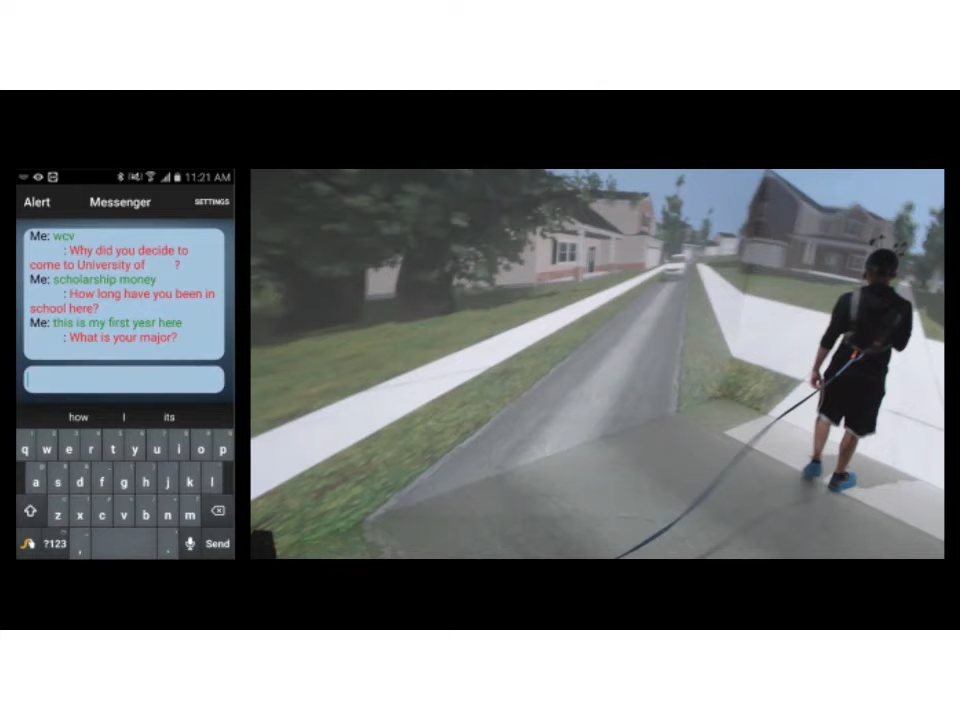 11:21 AM
Alert Messenger SETTINGS
Me: wcv
: Why did you decide to
come to University of ?
Me: scholarship money
: How long have you been in
school here?
Me: this is my first year here
: What is your major?
how I its
q w e r t y u i o p
a s d f g h j k l
z x c v b n m
?123 , . Send